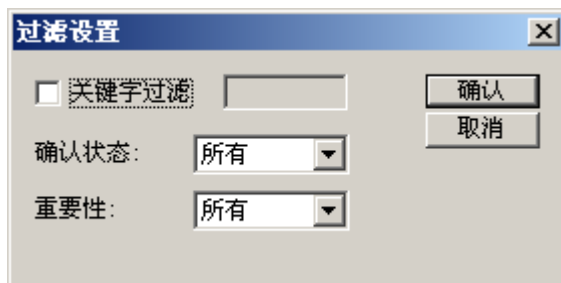 过滤设置
关键字过滤
确认
取消
确认状态:
所有
重要性:
所有